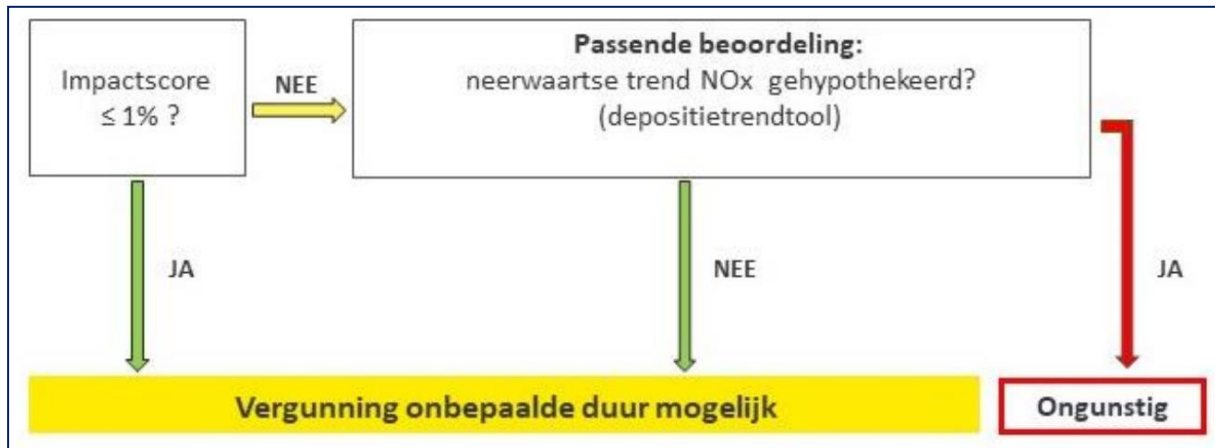 Impactscore
≤ 1% ?
NEE
Passende beoordeling:
neerwaartse trend NOx gehypothekeerd?
(depositietrendtool)
JA
NEE
JA
Vergunning onbepaalde duur mogelijk
Ongunstig